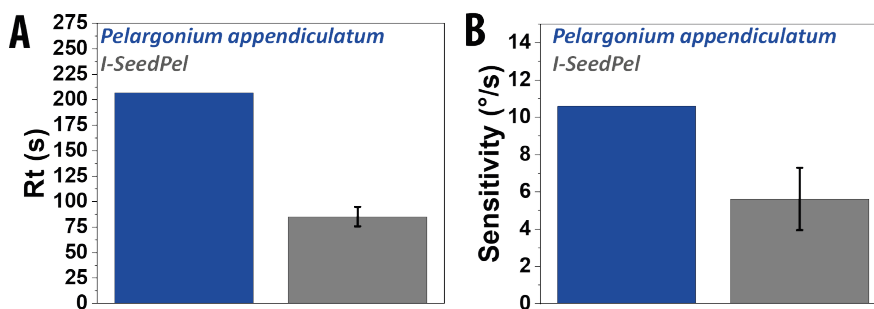 A
Pelargonium appendiculatum
I-SeedPel
Rt (s)
275
250
225
200
175
150
125
100
75
50
25
0
B
Pelargonium appendiculatum
I-SeedPel
Sensitivity (°/s)
14
12
10
8
6
4
2
0